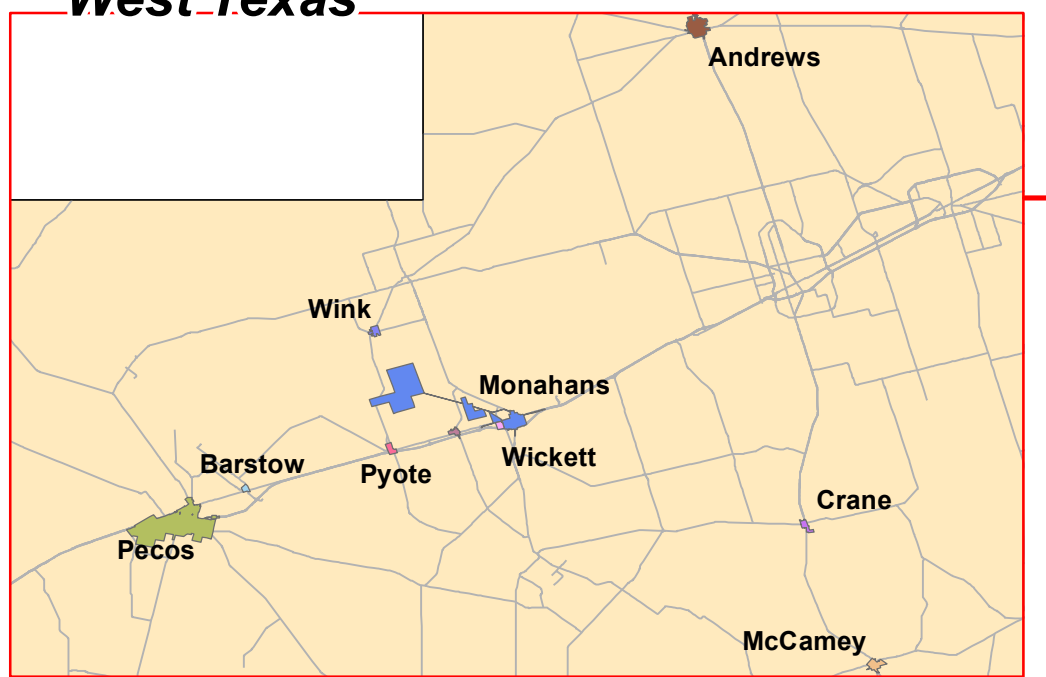 West Texas
Andrews
Wink
Monahans
Wickett
Barstow
Pyote
Crane
Pecos
McCamey